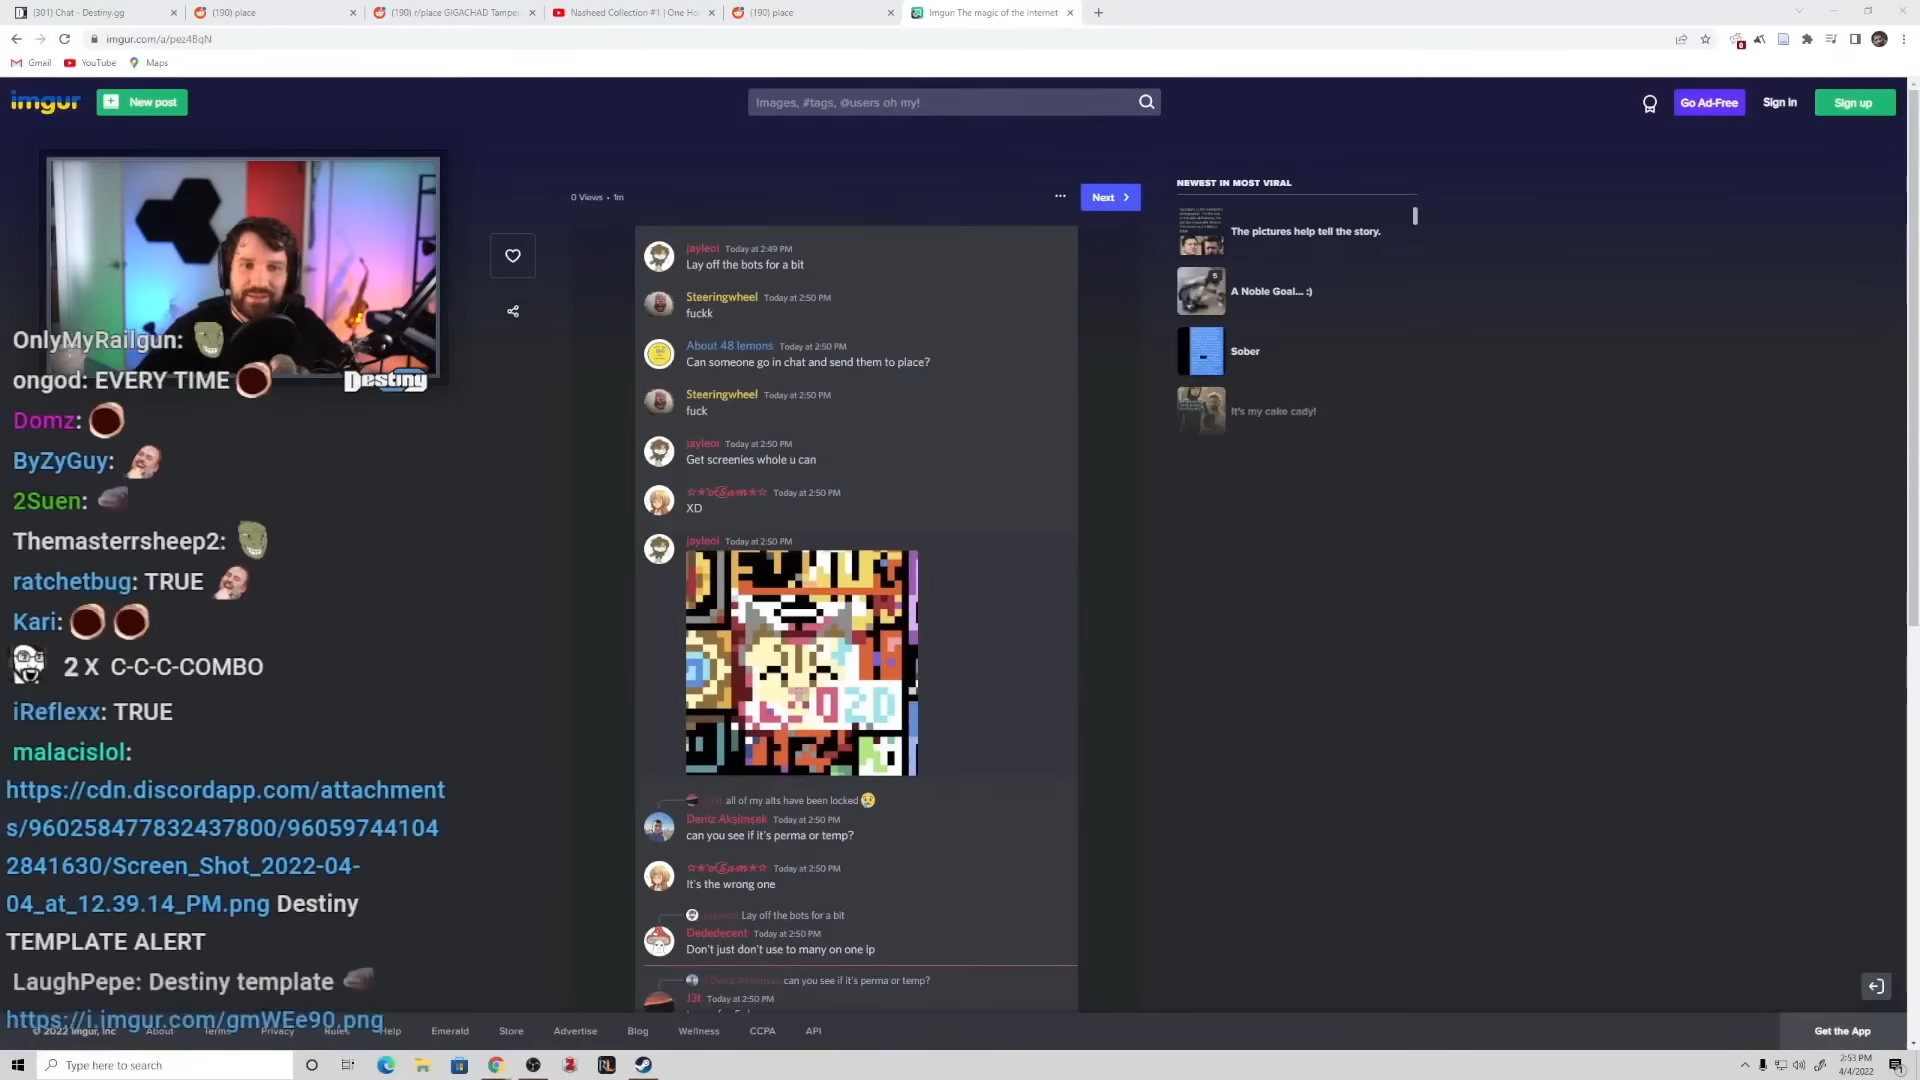 (301) Chat - Destiny.gg
(190) place
(190) r/place GIGACHAD Tamper
Nasheed Collection #1 | One Ho
(190) place
Imgur: The magic of the Internet
imgur.com/a/pez4BqN
Gmail
YouTube
Maps
imgur
New post
Images, #tags, @users oh my!
Go Ad-Free
Sign in
Sign up
0 Views • 1m
Next
NEWEST IN MOST VIRAL
The pictures help tell the story.
5
A Noble Goal... :)
Sober
It's my cake cady!
jayleoi Today at 2:49 PM
Lay off the bots for a bit
Steeringwheel Today at 2:50 PM
fuckk
About 48 lemons Today at 2:50 PM
Can someone go in chat and send them to place?
Steeringwheel Today at 2:50 PM
fuck
jayleoi Today at 2:50 PM
Get screenies whole u can
Today at 2:50 PM
XD
jayleoi Today at 2:50 PM
020
all of my alts have been locked
Deniz Akşimşek Today at 2:50 PM
can you see if it's perma or temp?
Today at 2:50 PM
It's the wrong one
Lay off the bots for a bit
Dededecent Today at 2:50 PM
Don't just don't use to many on one ip
can you see if it's perma or temp?
J3t Today at 2:50 PM
Destiny
OnlyMyRailgun:
ongod: EVERY TIME
Domz:
ByZyGuy:
2Suen:
Themasterrsheep2:
ratchetbug: TRUE
Kari:
2 X C-C-C-COMBO
iReflexx: TRUE
malacislol:
https://cdn.discordapp.com/attachment
s/960258477832437800/96059744104
2841630/Screen_Shot_2022-04-
04_at_12.39.14_PM.png Destiny
TEMPLATE ALERT
LaughPepe: Destiny template
https://i.imgur.com/gmWEe90.png
© 2022 Imgur, Inc
About
Terms
Privacy
Rules
Help
Emerald
Store
Advertise
Blog
Wellness
CCPA
API
Get the App
Type here to search
2:53 PM
4/4/2022